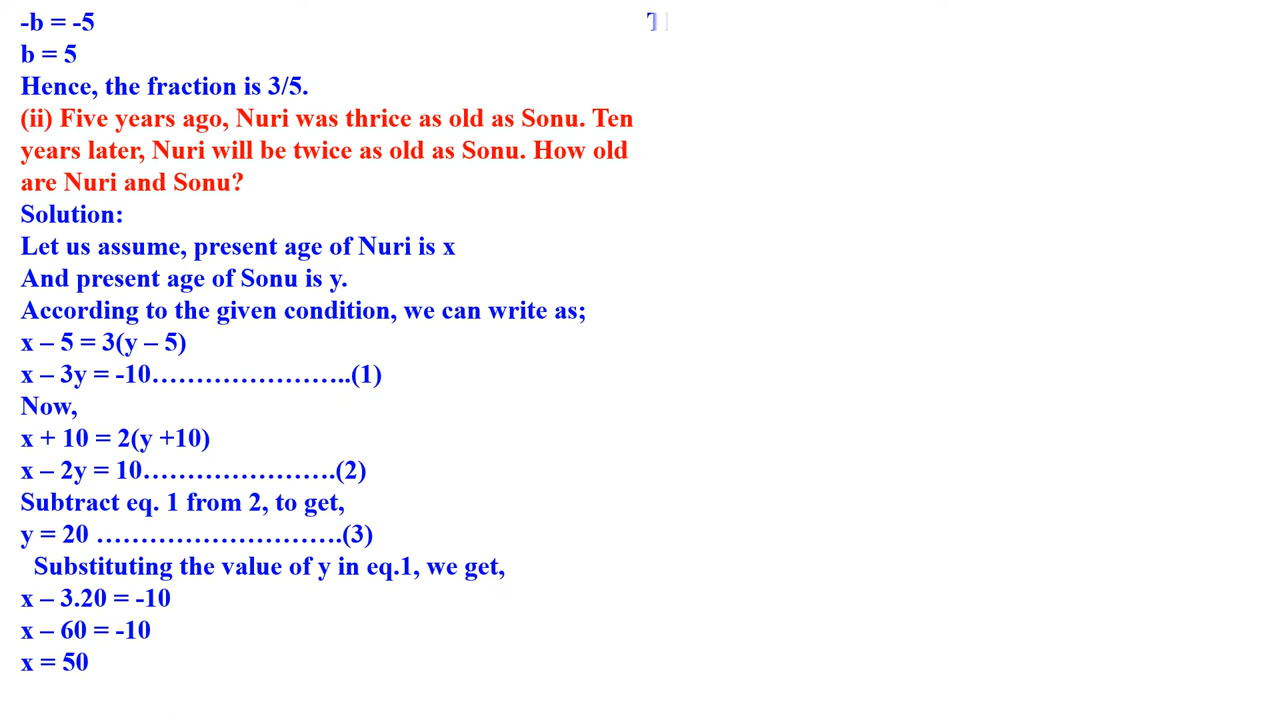 -b = -5
b = 5
Hence, the fraction is 3/5.
(ii) Five years ago, Nuri was thrice as old as Sonu. Ten
years later, Nuri will be twice as old as Sonu. How old
are Nuri and Sonu?
Solution:
Let us assume, present age of Nuri is x
And present age of Sonu is y.
According to the given condition, we can write as;
x – 5 = 3(y – 5)
x – 3y = -10…………………..(1)
Now,
x + 10 = 2(y +10)
x – 2y = 10………………….(2)
Subtract eq. 1 from 2, to get,
y = 20 ……………………….(3)
Substituting the value of y in eq.1, we get,
x – 3.20 = -10
x – 60 = -10
x = 50